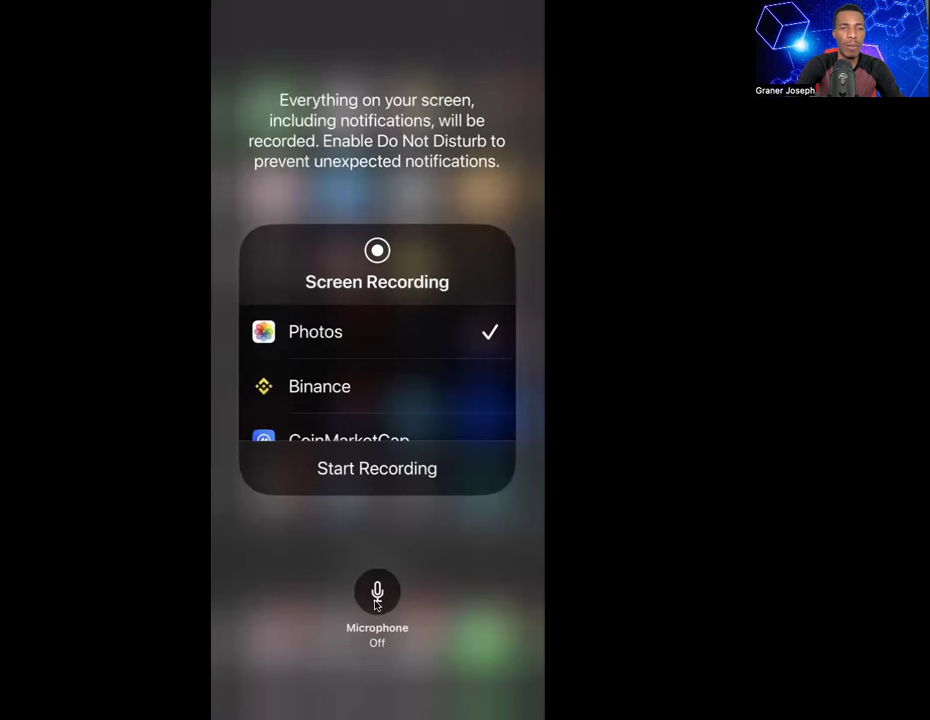 Everything on your screen,
including notifications, will be
recorded. Enable Do Not Disturb to
prevent unexpected notifications.
Graner Joseph
Screen Recording
Photos
Binance
CoinMarketCap
Start Recording
Microphone
Off